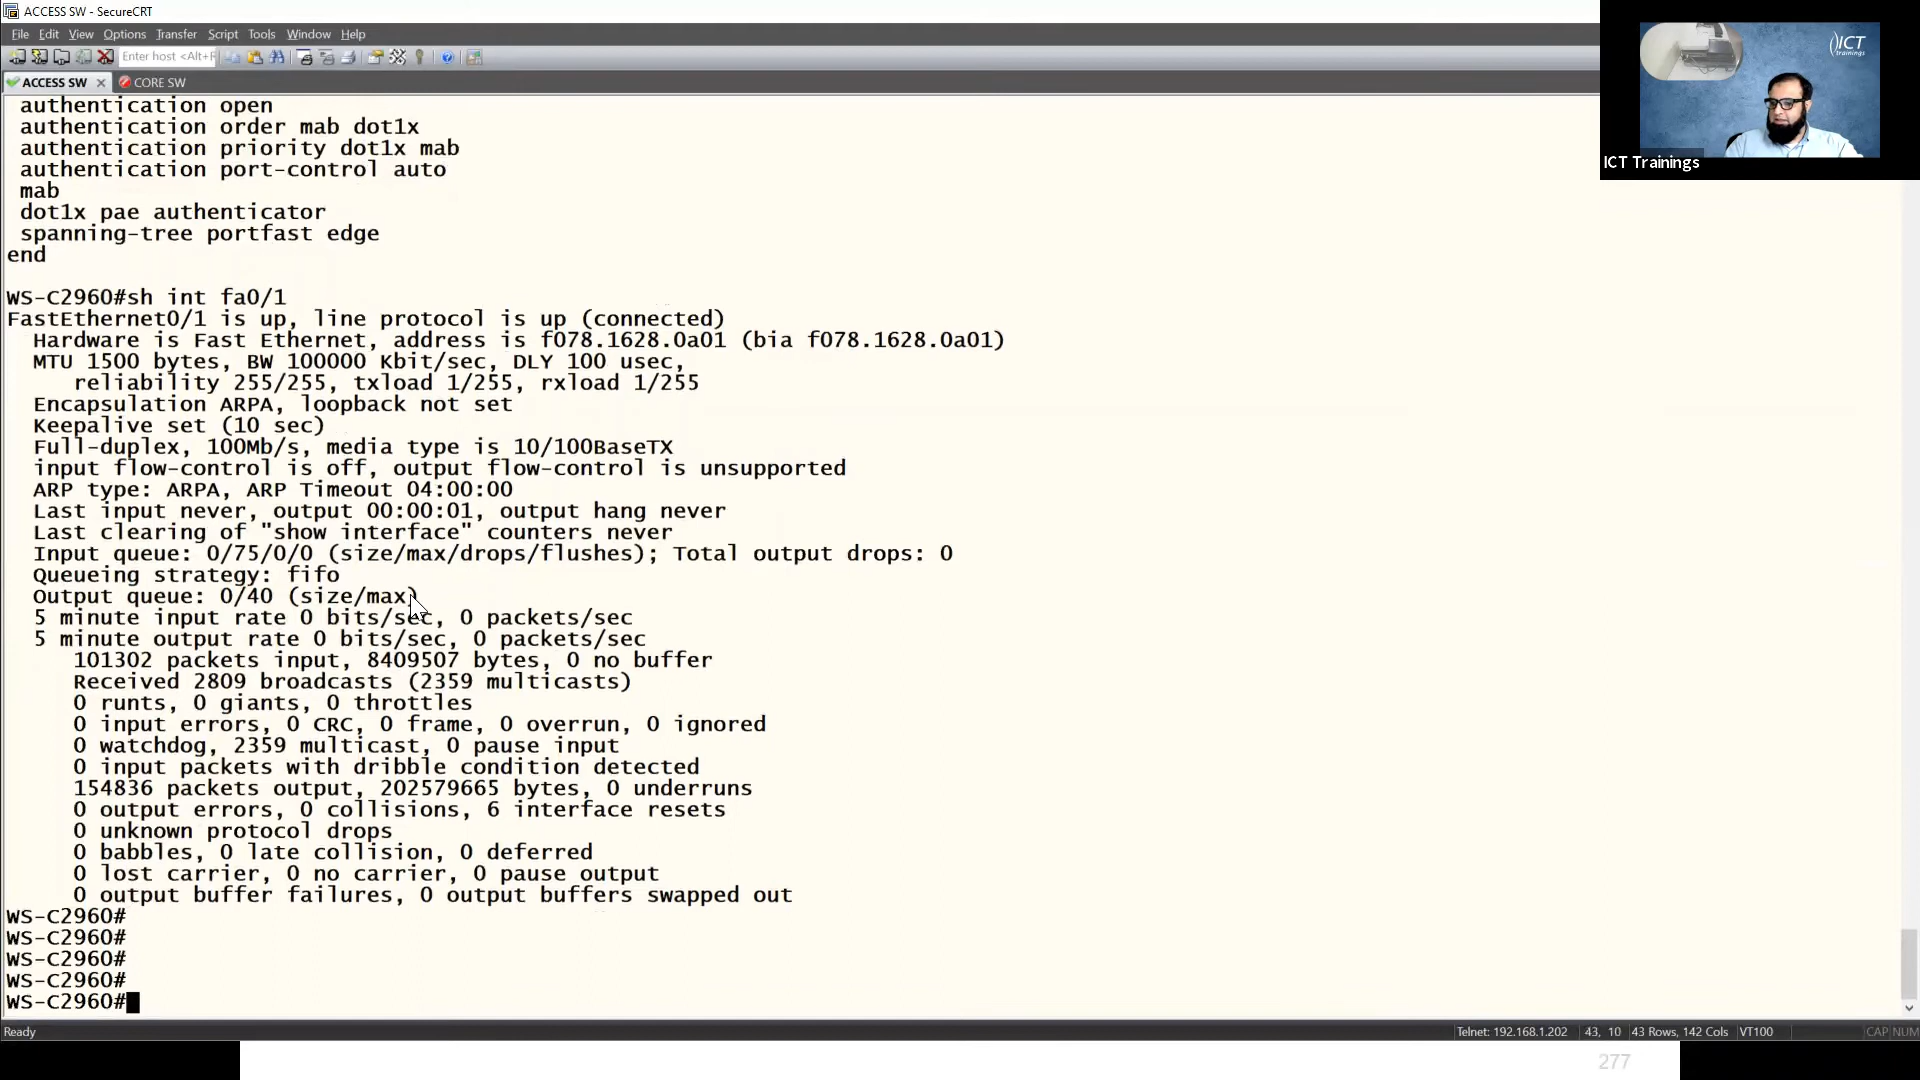 ACCESS SW - SecureCRT
File Edit View Options Transfer Script Tools Window Help
Enter host <Alt+R
ACCESS SW CORE SW
authentication open
authentication order mab dot1x
authentication priority dot1x mab
authentication port-control auto
mab
dot1x pae authenticator
spanning-tree portfast edge
end
WS-C2960#sh int fa0/1
FastEthernet0/1 is up, line protocol is up (connected)
Hardware is Fast Ethernet, address is f078.1628.0a01 (bia f078.1628.0a01)
MTU 1500 bytes, BW 100000 Kbit/sec, DLY 100 usec,
reliability 255/255, txload 1/255, rxload 1/255
Encapsulation ARPA, loopback not set
Keepalive set (10 sec)
Full-duplex, 100Mb/s, media type is 10/100BaseTX
input flow-control is off, output flow-control is unsupported
ARP type: ARPA, ARP Timeout 04:00:00
Last input never, output 00:00:01, output hang never
Last clearing of "show interface" counters never
Input queue: 0/75/0/0 (size/max/drops/flushes); Total output drops: 0
Queueing strategy: fifo
Output queue: 0/40 (size/max)
5 minute input rate 0 bits/sec, 0 packets/sec
5 minute output rate 0 bits/sec, 0 packets/sec
101302 packets input, 8409507 bytes, 0 no buffer
Received 2809 broadcasts (2359 multicasts)
0 runts, 0 giants, 0 throttles
0 input errors, 0 CRC, 0 frame, 0 overrun, 0 ignored
0 watchdog, 2359 multicast, 0 pause input
0 input packets with dribble condition detected
154836 packets output, 202579665 bytes, 0 underruns
0 output errors, 0 collisions, 6 interface resets
0 unknown protocol drops
0 babbles, 0 late collision, 0 deferred
0 lost carrier, 0 no carrier, 0 pause output
0 output buffer failures, 0 output buffers swapped out
WS-C2960#
WS-C2960#
WS-C2960#
WS-C2960#
WS-C2960#
Ready Telnet: 192.168.1.202 43, 10 43 Rows, 142 Cols VT100 CAP NUM
ICT
trainings
ICT Trainings
277